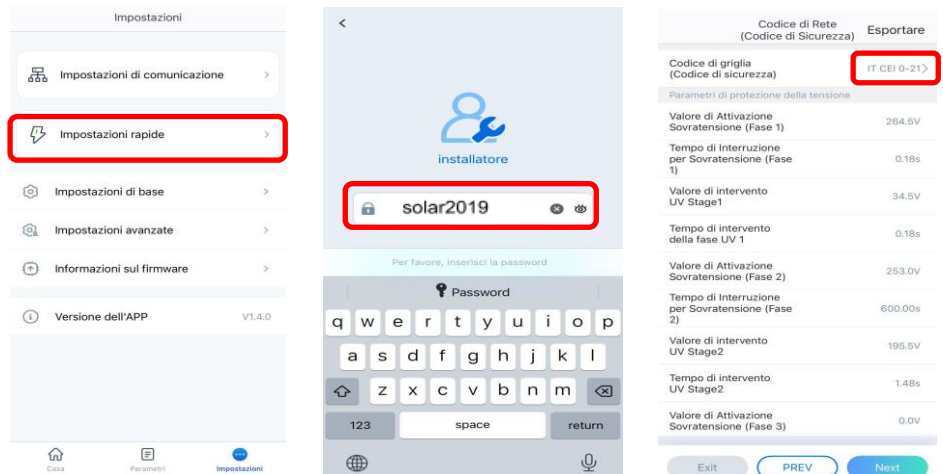 Impostazioni
Impostazioni di comunicazione
Impostazioni rapide
Impostazioni di base
Impostazioni avanzate
Informazioni sul firmware
Versione dell'APP V1.4.0
Casa Parametri Impostazioni
installatore
solar2019
Per favore, inserisci la password
Password
q w e r t y u i o p
a s d f g h j k l
z x c v b n m
123 space return
Codice di Rete
(Codice di Sicurezza)
Esportare
Codice di griglia
(Codice di sicurezza)
IT CEI 0-21
Parametri di protezione della tensione
Valore di Attivazione
Sovratensione (Fase 1)
264.5V
Tempo di Interruzione
per Sovratensione (Fase
1)
0.18s
Valore di intervento
UV Stage1
34.5V
Tempo di intervento
della fase UV 1
0.18s
Valore di Attivazione
Sovratensione (Fase 2)
253.0V
Tempo di Interruzione
per Sovratensione (Fase
2)
600.00s
Valore di intervento
UV Stage2
195.5V
Tempo di intervento
UV Stage2
1.48s
Valore di Attivazione
Sovratensione (Fase 3)
0.0V
Exit PREV Next